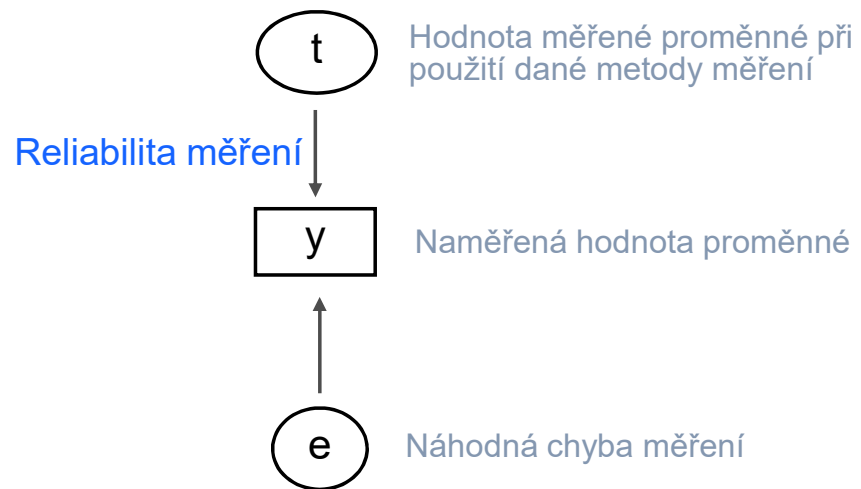 t
Hodnota měřené proměnné při
použití dané metody měření
Reliabilita měření
y
Naměřená hodnota proměnné
e
Náhodná chyba měření